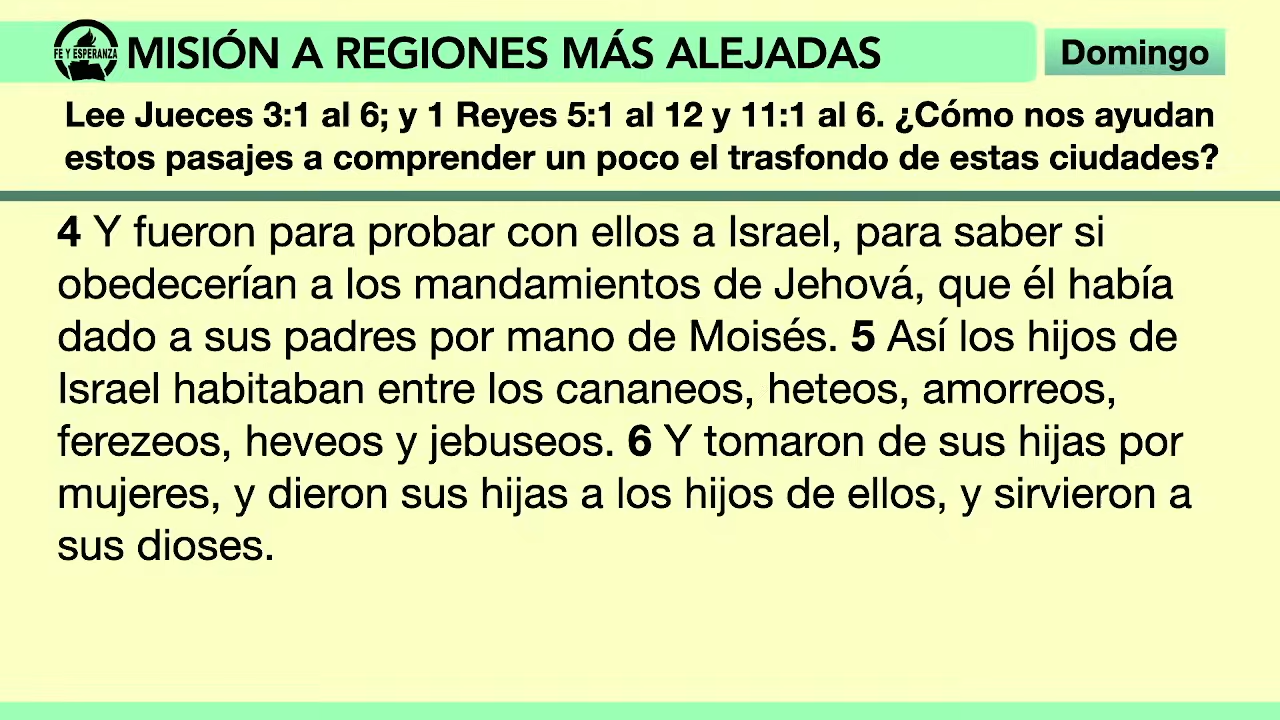 FE Y ESPERANZA
MISIÓN A REGIONES MÁS ALEJADAS
Domingo
Lee Jueces 3:1 al 6; y 1 Reyes 5:1 al 12 y 11:1 al 6. ¿Cómo nos ayudan
estos pasajes a comprender un poco el trasfondo de estas ciudades?
4 Y fueron para probar con ellos a Israel, para saber si
obedecerían a los mandamientos de Jehová, que él había
dado a sus padres por mano de Moisés. 5 Así los hijos de
Israel habitaban entre los cananeos, heteos, amorreos,
ferezeos, heveos y jebuseos. 6 Y tomaron de sus hijas por
mujeres, y dieron sus hijas a los hijos de ellos, y sirvieron a
sus dioses.